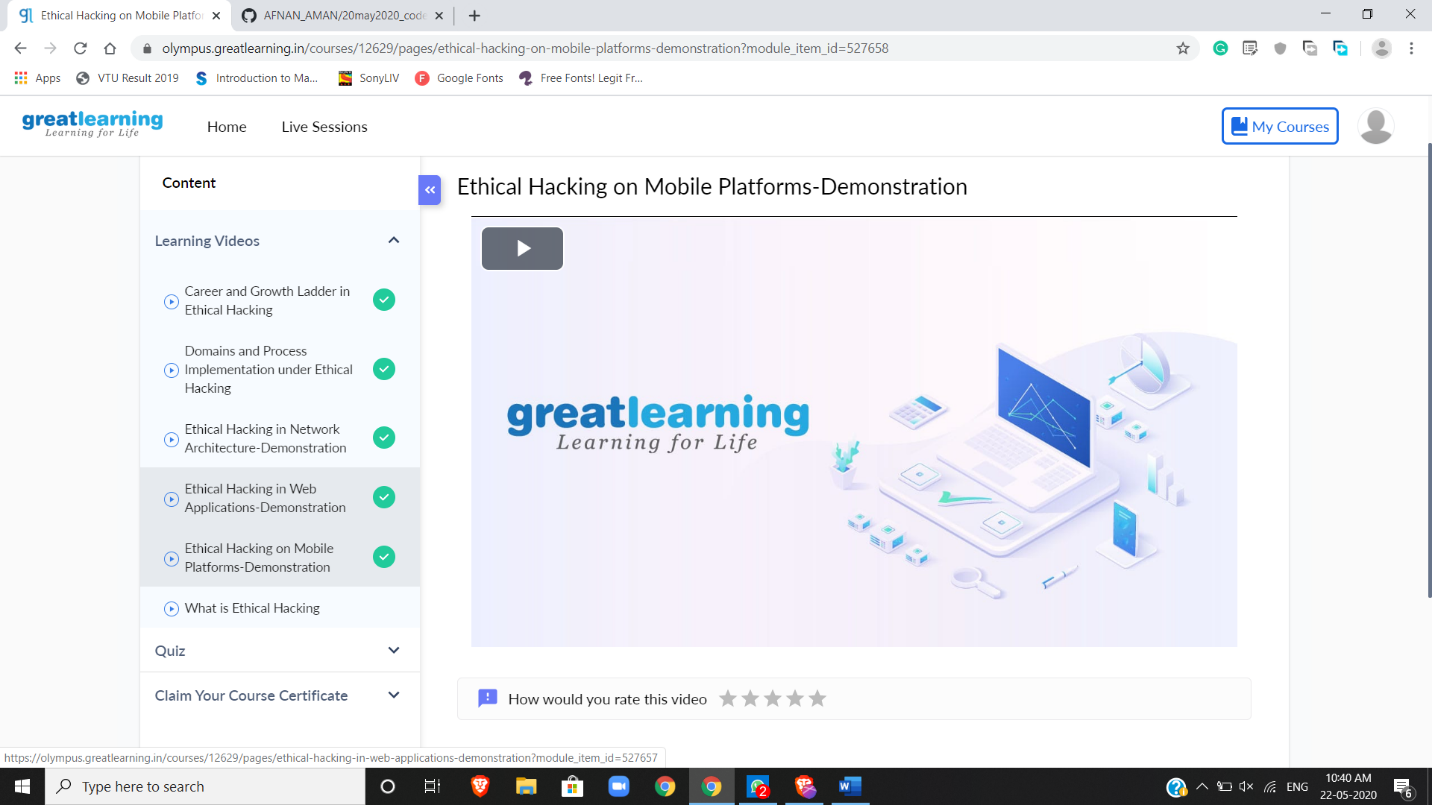 Ethical Hacking on Mobile Platfor
AFNAN_AMAN/20may2020_code
olympus.greatlearning.in/courses/12629/pages/ethical-hacking-on-mobile-platforms-demonstration?module_item_id=527658
Apps
VTU Result 2019
Introduction to Ma...
SonyLIV
Google Fonts
Free Fonts! Legit Fr...
greatlearning
Learning for Life
Home
Live Sessions
My Courses
Content
Learning Videos
Career and Growth Ladder in
Ethical Hacking
Domains and Process
Implementation under Ethical
Hacking
Ethical Hacking in Network
Architecture-Demonstration
Ethical Hacking in Web
Applications-Demonstration
Ethical Hacking on Mobile
Platforms-Demonstration
What is Ethical Hacking
Quiz
Claim Your Course Certificate
Ethical Hacking on Mobile Platforms-Demonstration
greatlearning
Learning for Life
How would you rate this video
https://olympus.greatlearning.in/courses/12629/pages/ethical-hacking-in-web-applications-demonstration?module_item_id=527657
Type here to search
2
ENG
10:40 AM
22-05-2020
6